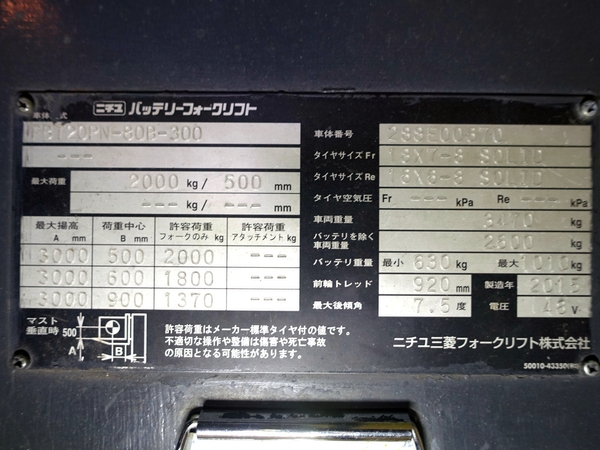 ニチユ バッテリーフォークリフト
最大荷重 2000 kg / 500 mm
--- kg / --- mm
最大揚高 A mm 荷重中心 B mm 許容荷重 フォークのみ kg 許容荷重 アタッチメント kg
3000 500 2000 ---
3000 600 1800 ---
3000 900 1370 ---
マスト垂直時 500 A B
許容荷重はメーカー標準タイヤ付の値です。
不適切な操作や整備は傷害や死亡事故
の原因となる可能性があります。
車体番号
タイヤサイズ Fr SOLID
タイヤサイズ Re SOLID
タイヤ空気圧 Fr --- kPa Re --- kPa
車両重量 kg
バッテリを除く車両重量 kg
バッテリ重量 最小 630 kg 最大 1010 kg
前輪トレッド 920 mm 製造年 2015
最大後傾角 7.5 度 電圧 48 V
ニチユ三菱フォークリフト株式会社